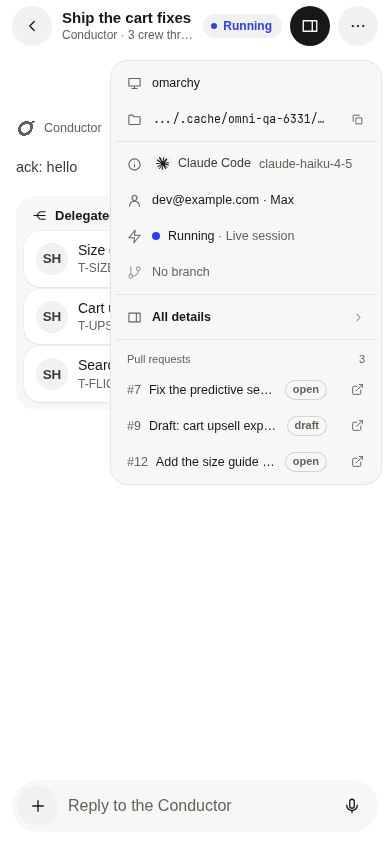 Ship the cart fixes
Conductor · 3 crew thr…
Running
omarchy
Conductor
.../.cache/omni-qa-6331/…
ack: hello
Claude Code claude-haiku-4-5
dev@example.com · Max
Delegate
SH Size
T-SIZE
Running · Live session
No branch
SH Cart u
T-UPS
All details
Pull requests 3
SH Searc
T-FLIC
#7 Fix the predictive se… open
#9 Draft: cart upsell exp… draft
#12 Add the size guide … open
Reply to the Conductor